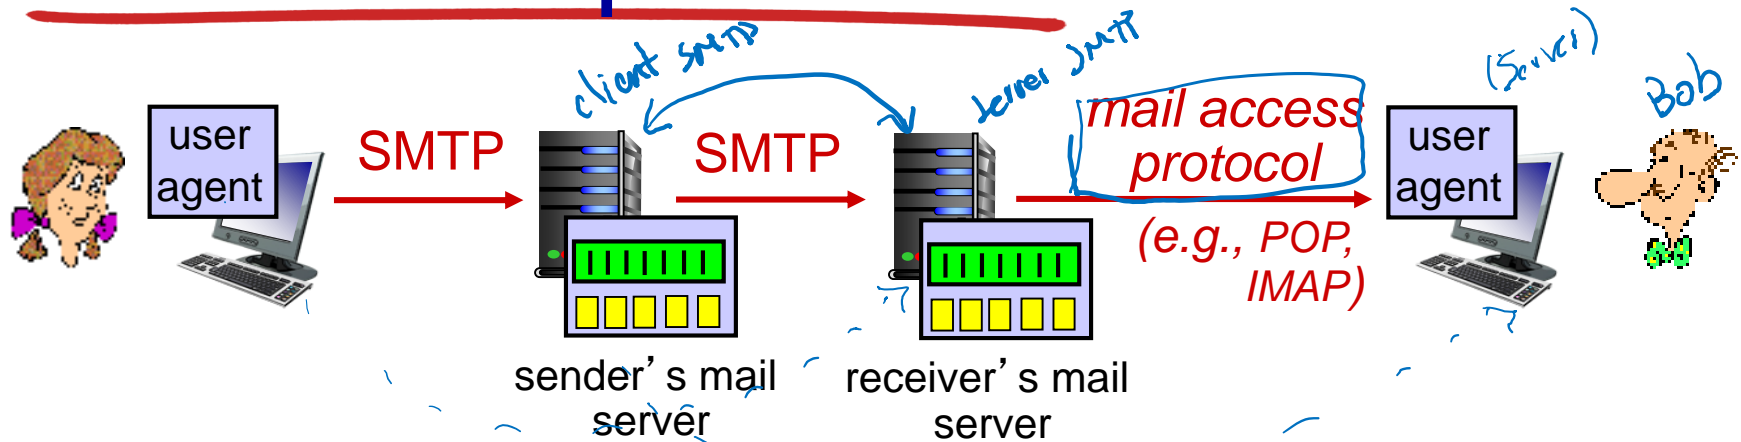 client SMTP
server SMTP
(Server)
Bob
user
agent
SMTP
SMTP
mail access
protocol
(e.g., POP,
IMAP)
user
agent
sender's mail
server
receiver's mail
server